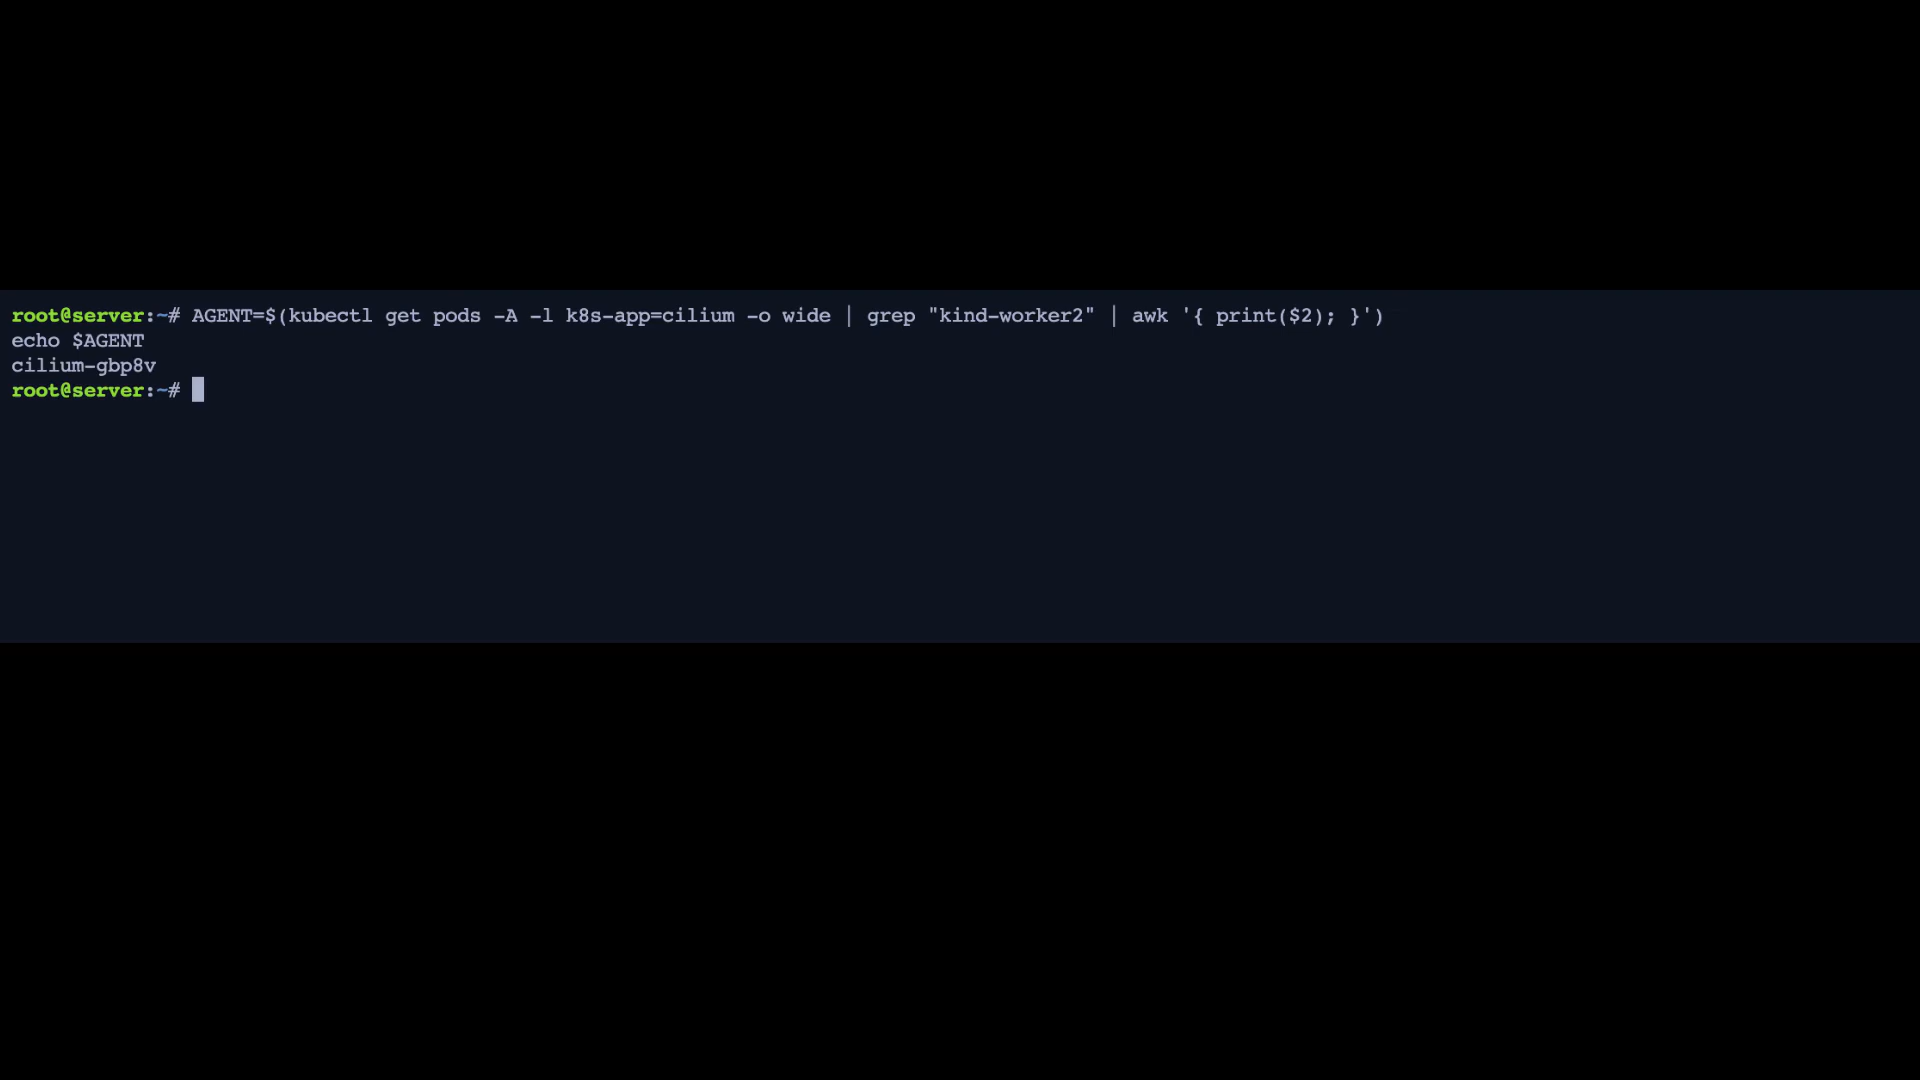 root@server:~# AGENT=$(kubectl get pods -A -l k8s-app=cilium -o wide | grep "kind-worker2" | awk '{ print($2); }')
echo $AGENT
cilium-gbp8v
root@server:~#